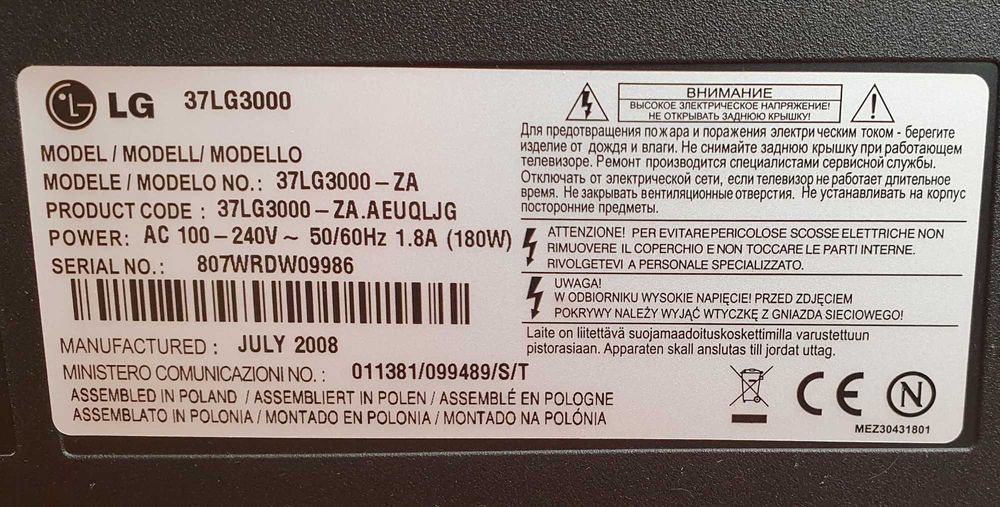 LG 37LG3000
MODEL / MODELL/ MODELLO
MODELE / MODELO NO.: 37LG3000-ZA
PRODUCT CODE : 37LG3000-ZA.AEUQLJG
POWER: AC 100-240V ~ 50/60Hz 1.8A (180W)
SERIAL NO.: 807WRDW09986
MANUFACTURED : JULY 2008
MINISTERO COMUNICAZIONI NO. : 011381/099489/S/T
ASSEMBLED IN POLAND / ASSEMBLIERT IN POLEN / ASSEMBLÉ EN POLOGNE
ASSEMBLATO IN POLONIA / MONTADO EN POLONIA / MONTADO NA POLÓNIA
ВНИМАНИЕ
ВЫСОКОЕ ЭЛЕКТРИЧЕСКОЕ НАПРЯЖЕНИЕ!
НЕ ОТКРЫВАТЬ ЗАДНЮЮ КРЫШКУ!
Для предотвращения пожара и поражения электрическим током - берегите
изделие от дождя и влаги. Не снимайте заднюю крышку при работающем
телевизоре. Ремонт производится специалистами сервисной службы.
Отключать от электрической сети, если телевизор не работает длительное
время. Не закрывать вентиляционные отверстия. Не устанавливать на корпус
посторонние предметы.
ATTENZIONE! PER EVITARE PERICOLOSE SCOSSE ELETTRICHE NON
RIMUOVERE IL COPERCHIO E NON TOCCARE LE PARTI INTERNE.
RIVOLGETEVI A PERSONALE SPECIALIZZATO.
UWAGA!
W ODBIORNIKU WYSOKIE NAPIĘCIE! PRZED ZDJĘCIEM
POKRYWY NALEŻY WYJĄĆ WTYCZKĘ Z GNIAZDA SIECIOWEGO!
Laite on liitettävä suojamaadoituskoskettimilla varustettuun
pistorasiaan. Apparaten skall anslutas till jordat uttag.
CE N
MEZ30431801